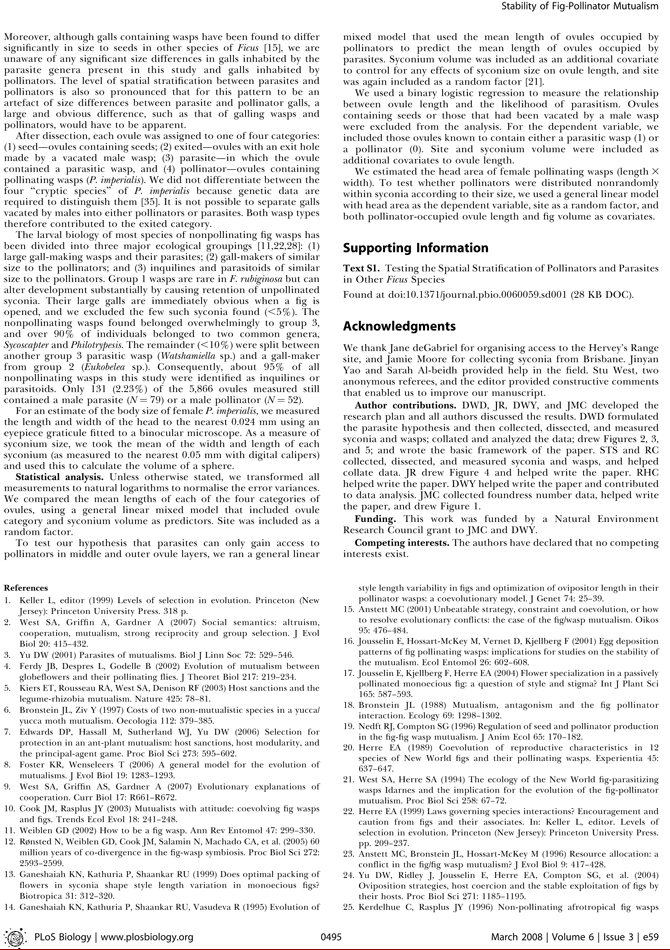 Stability of Fig-Pollinator Mutualism
Moreover, although galls containing wasps have been found to differ
significantly in size to seeds in other species of Ficus [15], we are
unaware of any significant size differences in galls inhabited by the
parasite genera present in this study and galls inhabited by
pollinators. The level of spatial stratification between parasites and
pollinators is also so pronounced that for this pattern to be an
artefact of size differences between parasite and pollinator galls, a
large and obvious difference, such as that of galling wasps and
pollinators, would have to be apparent.
After dissection, each ovule was assigned to one of four categories:
(1) seed—ovules containing seeds; (2) exited—ovules with an exit hole
made by a vacated male wasp; (3) parasite—in which the ovule
contained a parasitic wasp, and (4) pollinator—ovules containing
pollinating wasps (P. imperialis). We did not differentiate between the
four “cryptic species” of P. imperialis because genetic data are
required to distinguish them [35]. It is not possible to separate galls
vacated by males into either pollinators or parasites. Both wasp types
therefore contributed to the exited category.
The larval biology of most species of nonpollinating fig wasps has
been divided into three major ecological groupings [11,22,28]: (1)
large gall-making wasps and their parasites; (2) gall-makers of similar
size to the pollinators; and (3) inquilines and parasitoids of similar
size to the pollinators. Group 1 wasps are rare in F. rubiginosa but can
alter development substantially by causing retention of unpollinated
syconia. Their large galls are immediately obvious when a fig is
opened, and we excluded the few such syconia found (<5%). The
nonpollinating wasps found belonged overwhelmingly to group 3,
and over 90% of individuals belonged to two common genera,
Sycoscapter and Philotrypesis. The remainder (<10%) were split between
another group 3 parasitic wasp (Watshamiella sp.) and a gall-maker
from group 2 (Eukobelea sp.). Consequently, about 95% of all
nonpollinating wasps in this study were identified as inquilines or
parasitoids. Only 131 (2.23%) of the 5,866 ovules measured still
contained a male parasite (N = 79) or a male pollinator (N = 52).
For an estimate of the body size of female P. imperialis, we measured
the length and width of the head to the nearest 0.024 mm using an
eyepiece graticule fitted to a binocular microscope. As a measure of
syconium size, we took the mean of the width and length of each
syconium (as measured to the nearest 0.05 mm with digital calipers)
and used this to calculate the volume of a sphere.
Statistical analysis. Unless otherwise stated, we transformed all
measurements to natural logarithms to normalise the error variances.
We compared the mean lengths of each of the four categories of
ovules, using a general linear mixed model that included ovule
category and syconium volume as predictors. Site was included as a
random factor.
To test our hypothesis that parasites can only gain access to
pollinators in middle and outer ovule layers, we ran a general linear
mixed model that used the mean length of ovules occupied by
pollinators to predict the mean length of ovules occupied by
parasites. Syconium volume was included as an additional covariate
to control for any effects of syconium size on ovule length, and site
was again included as a random factor [21].
We used a binary logistic regression to measure the relationship
between ovule length and the likelihood of parasitism. Ovules
containing seeds or those that had been vacated by a male wasp
were excluded from the analysis. For the dependent variable, we
included those ovules known to contain either a parasitic wasp (1) or
a pollinator (0). Site and syconium volume were included as
additional covariates to ovule length.
We estimated the head area of female pollinating wasps (length ×
width). To test whether pollinators were distributed nonrandomly
within syconia according to their size, we used a general linear model
with head area as the dependent variable, site as a random factor, and
both pollinator-occupied ovule length and fig volume as covariates.
Supporting Information
Text S1. Testing the Spatial Stratification of Pollinators and Parasites
in Other Ficus Species
Found at doi:10.1371/journal.pbio.0060059.sd001 (28 KB DOC).
Acknowledgments
We thank Jane deGabriel for organising access to the Hervey's Range
site, and Jamie Moore for collecting syconia from Brisbane. Jinyan
Yao and Sarah Al-beidh provided help in the field. Stu West, two
anonymous referees, and the editor provided constructive comments
that enabled us to improve our manuscript.
Author contributions. DWD, JR, DWY, and JMC developed the
research plan and all authors discussed the results. DWD formulated
the parasite hypothesis and then collected, dissected, and measured
syconia and wasps; collated and analyzed the data; drew Figures 2, 3,
and 5; and wrote the basic framework of the paper. STS and RC
collected, dissected, and measured syconia and wasps, and helped
collate data. JR drew Figure 4 and helped write the paper. RHC
helped write the paper. DWY helped write the paper and contributed
to data analysis. JMC collected foundress number data, helped write
the paper, and drew Figure 1.
Funding. This work was funded by a Natural Environment
Research Council grant to JMC and DWY.
Competing interests. The authors have declared that no competing
interests exist.
References
1. Keller L, editor (1999) Levels of selection in evolution. Princeton (New
Jersey): Princeton University Press. 318 p.
2. West SA, Griffin A, Gardner A (2007) Social semantics: altruism,
cooperation, mutualism, strong reciprocity and group selection. J Evol
Biol 20: 415–432.
3. Yu DW (2001) Parasites of mutualisms. Biol J Linn Soc 72: 529–546.
4. Ferdy JB, Despres L, Godelle B (2002) Evolution of mutualism between
globeflowers and their pollinating flies. J Theoret Biol 217: 219–234.
5. Kiers ET, Rousseau RA, West SA, Denison RF (2003) Host sanctions and the
legume-rhizobia mutualism. Nature 425: 78–81.
6. Bronstein JL, Ziv Y (1997) Costs of two non-mutualistic species in a yucca/
yucca moth mutualism. Oecologia 112: 379–385.
7. Edwards DP, Hassall M, Sutherland WJ, Yu DW (2006) Selection for
protection in an ant-plant mutualism: host sanctions, host modularity, and
the principal-agent game. Proc Biol Sci 273: 595–602.
8. Foster KR, Wenseleers T (2006) A general model for the evolution of
mutualisms. J Evol Biol 19: 1283–1293.
9. West SA, Griffin AS, Gardner A (2007) Evolutionary explanations of
cooperation. Curr Biol 17: R661–R672.
10. Cook JM, Rasplus JY (2003) Mutualists with attitude: coevolving fig wasps
and figs. Trends Ecol Evol 18: 241–248.
11. Weiblen GD (2002) How to be a fig wasp. Ann Rev Entomol 47: 299–330.
12. Rønsted N, Weiblen GD, Cook JM, Salamin N, Machado CA, et al. (2005) 60
million years of co-divergence in the fig-wasp symbiosis. Proc Biol Sci 272:
2593–2599.
13. Ganeshaiah KN, Kathuria P, Shaankar RU (1999) Does optimal packing of
flowers in syconia shape style length variation in monoecious figs?
Biotropica 31: 312–320.
14. Ganeshaiah KN, Kathuria P, Shaankar RU, Vasudeva R (1995) Evolution of
style length variability in figs and optimization of ovipositor length in their
pollinator wasps: a coevolutionary model. J Genet 74: 25–39.
15. Anstett MC (2001) Unbeatable strategy, constraint and coevolution, or how
to resolve evolutionary conflicts: the case of the fig/wasp mutualism. Oikos
95: 476–484.
16. Jousselin E, Hossart-McKey M, Vernet D, Kjellberg F (2001) Egg deposition
patterns of fig pollinating wasps: implications for studies on the stability of
the mutualism. Ecol Entomol 26: 602–608.
17. Jousselin E, Kjellberg F, Herre EA (2004) Flower specialization in a passively
pollinated monoecious fig: a question of style and stigma? Int J Plant Sci
165: 587–593.
18. Bronstein JL (1988) Mutualism, antagonism and the fig pollinator
interaction. Ecology 69: 1298–1302.
19. Nedft RJ, Compton SG (1996) Regulation of seed and pollinator production
in the fig-fig wasp mutualism. J Anim Ecol 65: 170–182.
20. Herre EA (1989) Coevolution of reproductive characteristics in 12
species of New World figs and their pollinating wasps. Experientia 45:
637–647.
21. West SA, Herre SA (1994) The ecology of the New World fig-parasitizing
wasps Idarnes and the implication for the evolution of the fig-pollinator
mutualism. Proc Biol Sci 258: 67–72.
22. Herre EA (1999) Laws governing species interactions? Encouragement and
caution from figs and their associates. In: Keller L, editor. Levels of
selection in evolution. Princeton (New Jersey): Princeton University Press.
pp. 209–237.
23. Anstett MC, Bronstein JL, Hossart-McKey M (1996) Resource allocation: a
conflict in the fig/fig wasp mutualism? J Evol Biol 9: 417–428.
24. Yu DW, Ridley J, Jousselin E, Herre EA, Compton SG, et al. (2004)
Oviposition strategies, host coercion and the stable exploitation of figs by
their hosts. Proc Biol Sci 271: 1185–1195.
25. Kerdelhue C, Rasplus JY (1996) Non-pollinating afrotropical fig wasps
PLoS Biology | www.plosbiology.org
0495
March 2008 | Volume 6 | Issue 3 | e59